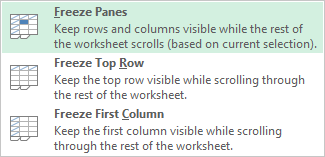 Freeze Panes
Keep rows and columns visible while the rest of
the worksheet scrolls (based on current selection).
Freeze Top Row
Keep the top row visible while scrolling through
the rest of the worksheet.
Freeze First Column
Keep the first column visible while scrolling
through the rest of the worksheet.